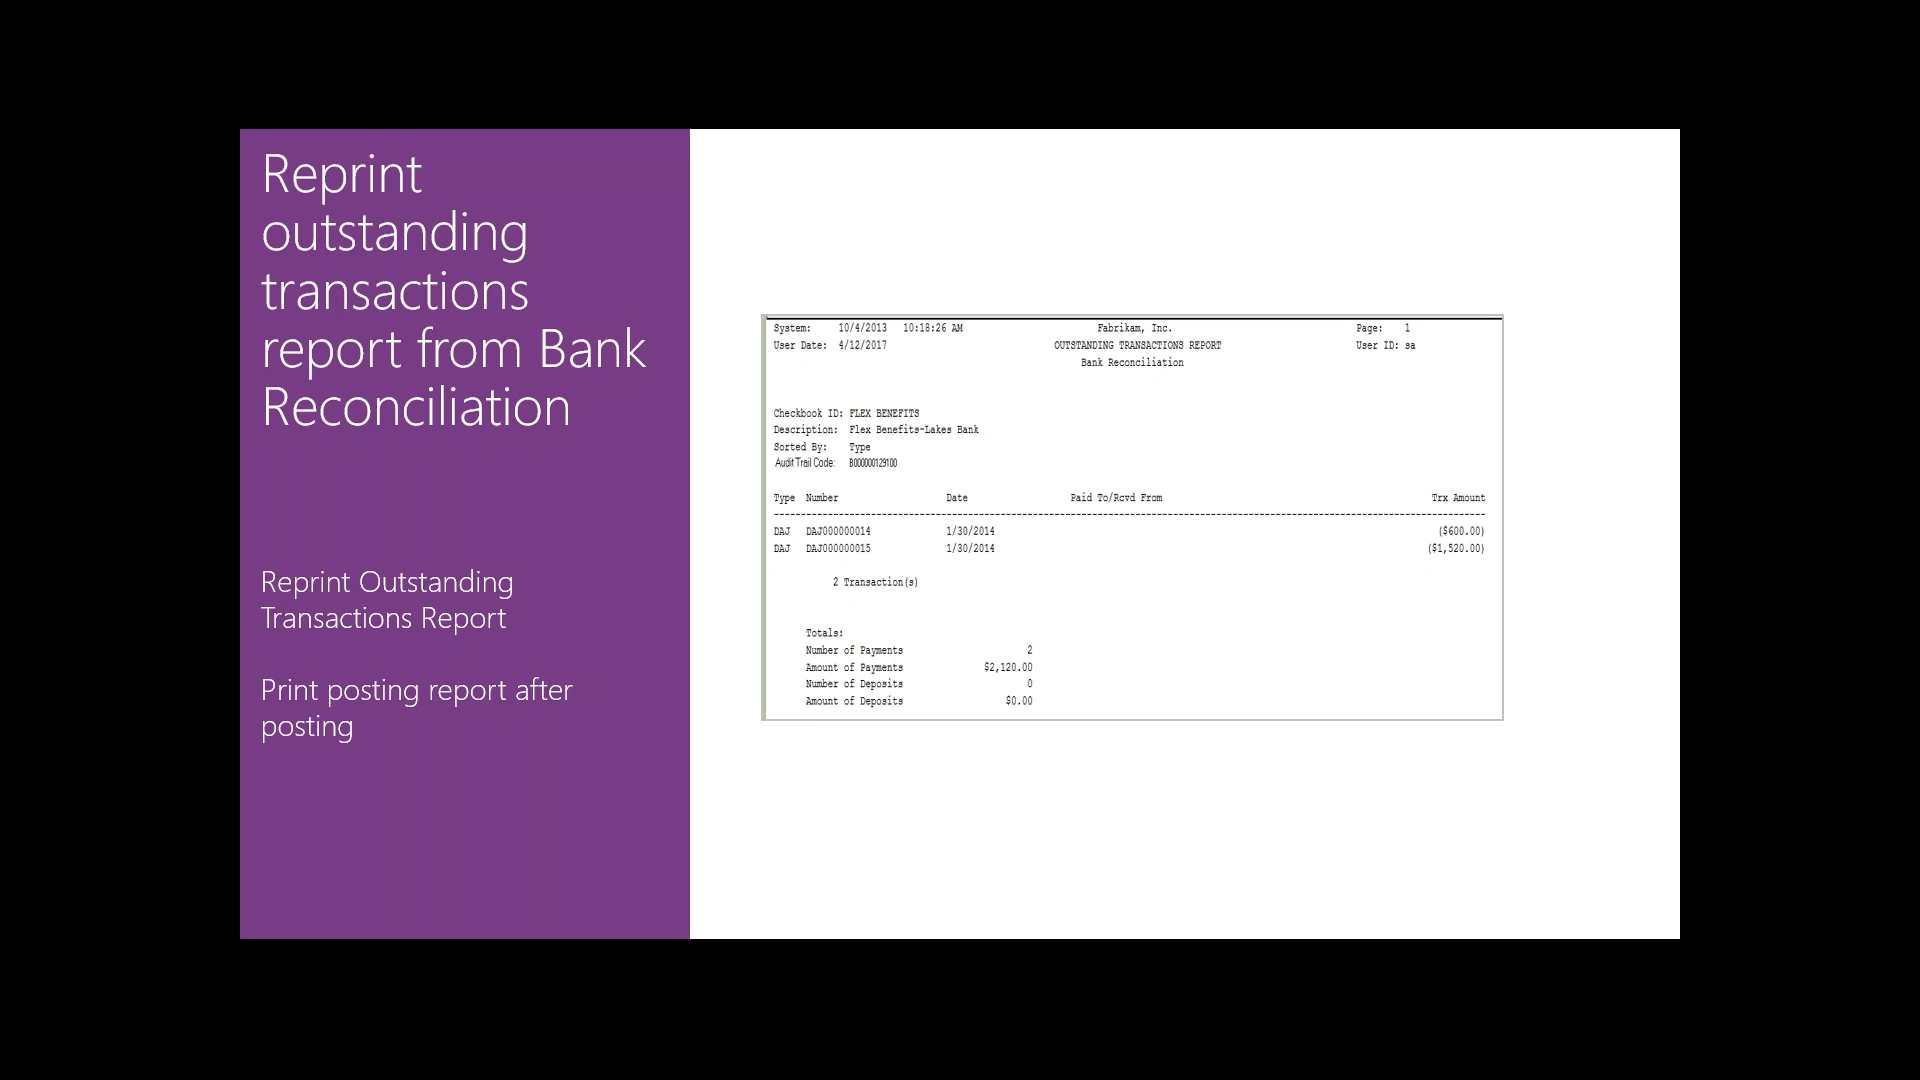 Reprint
outstanding
transactions
report from Bank
Reconciliation
Reprint Outstanding
Transactions Report
Print posting report after
posting
System: 10/4/2013 10:18:26 AM Fabrikam, Inc. Page: 1
User Date: 4/12/2017 OUTSTANDING TRANSACTIONS REPORT User ID: sa
Bank Reconciliation
Checkbook ID: FLEX BENEFITS
Description: Flex Benefits-Lakes Bank
Sorted By: Type
Audit Trail Code: B000000129100
Type Number Date Paid To/Rcvd From Trx Amount
DAJ DAJ000000014 1/30/2014 ($600.00)
DAJ DAJ000000015 1/30/2014 ($1,520.00)
2 Transaction(s)
Totals:
Number of Payments 2
Amount of Payments $2,120.00
Number of Deposits 0
Amount of Deposits $0.00